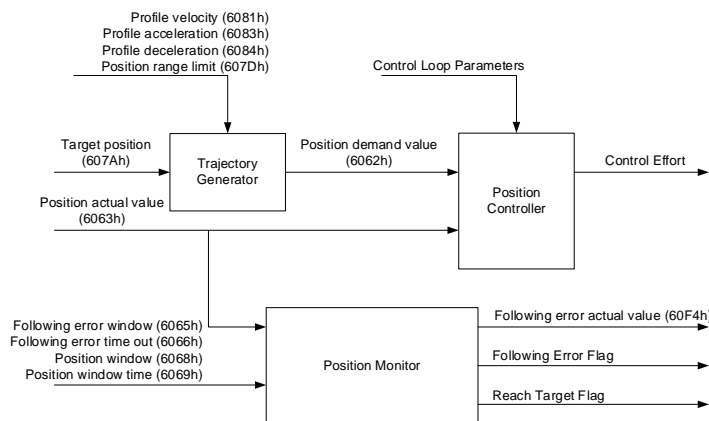 Profile velocity (6081h)
Profile acceleration (6083h)
Profile deceleration (6084h)
Position range limit (607Dh)
Control Loop Parameters
Target position
(607Ah)
Trajectory
Generator
Position demand value
(6062h)
Position
Controller
Control Effort
Position actual value
(6063h)
Following error window (6065h)
Following error time out (6066h)
Position window (6068h)
Position window time (6069h)
Position Monitor
Following error actual value (60F4h)
Following Error Flag
Reach Target Flag